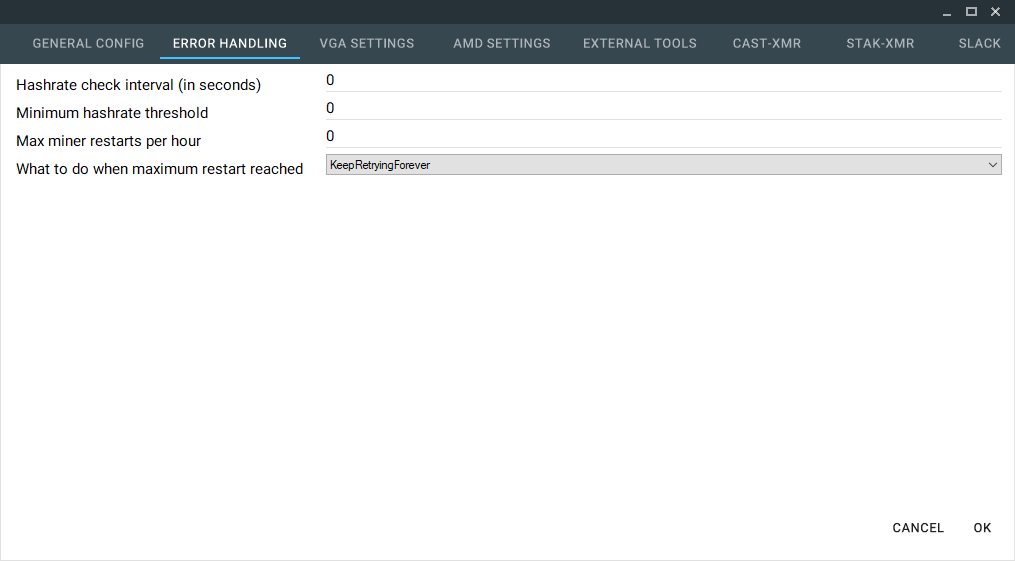 GENERAL CONFIG ERROR HANDLING VGA SETTINGS AMD SETTINGS EXTERNAL TOOLS CAST-XMR STAK-XMR SLACK
Hashrate check interval (in seconds) 0
Minimum hashrate threshold 0
Max miner restarts per hour 0
What to do when maximum restart reached KeepRetryingForever
CANCEL OK